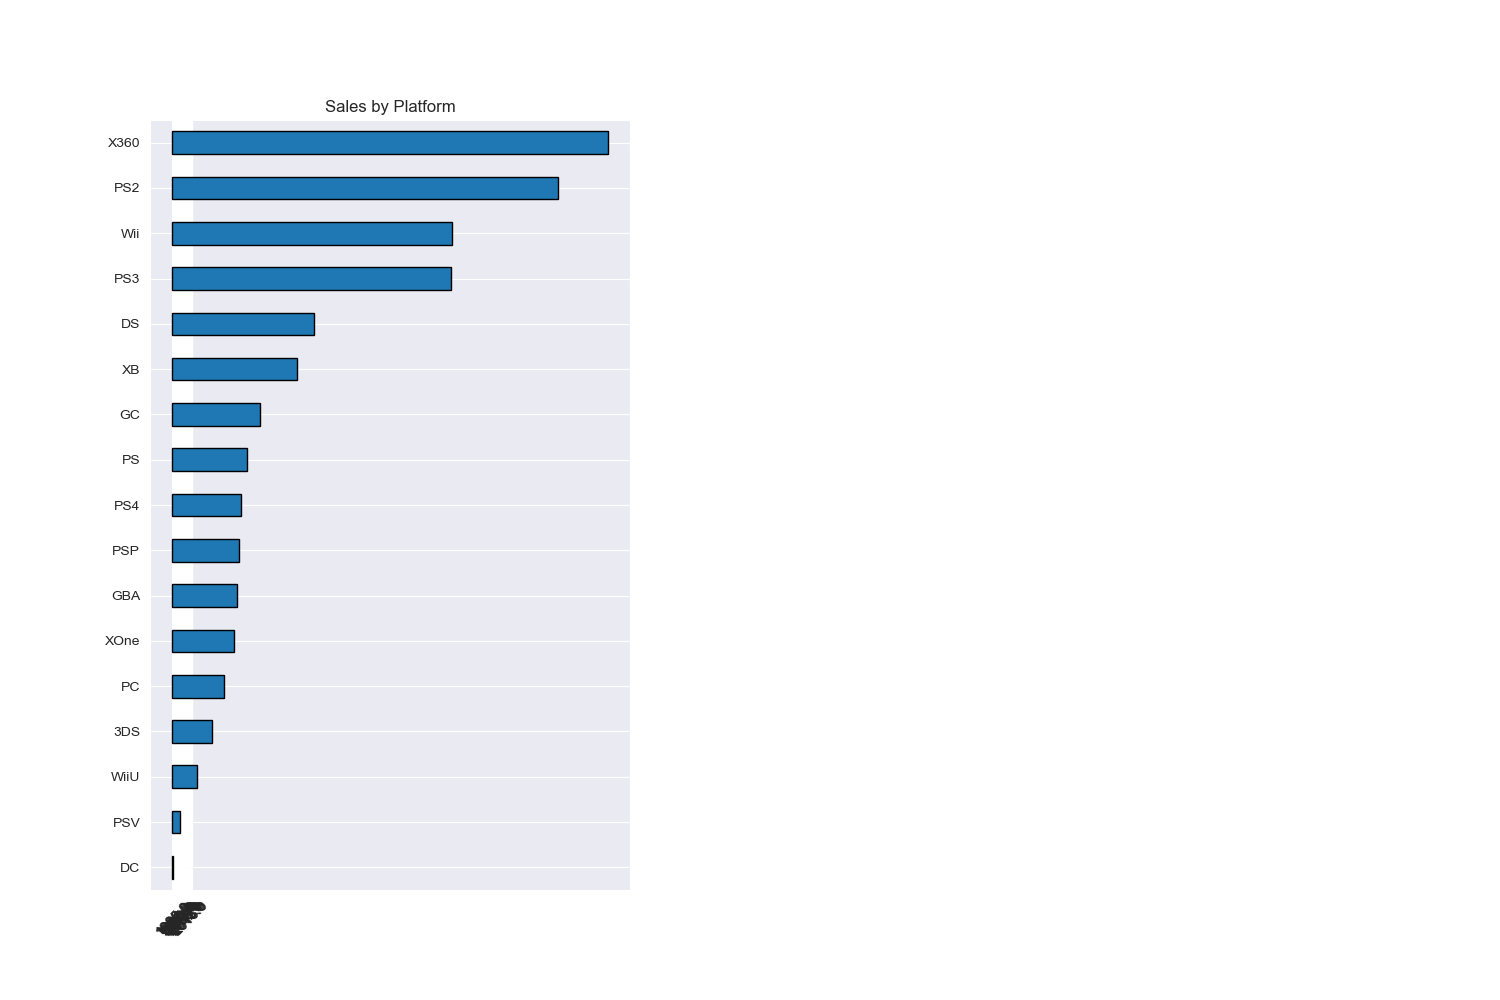 Sales by Platform
X360
PS2
Wii
PS3
DS
XB
GC
PS
PS4
PSP
GBA
XOne
PC
3DS
WiiU
PSV
DC